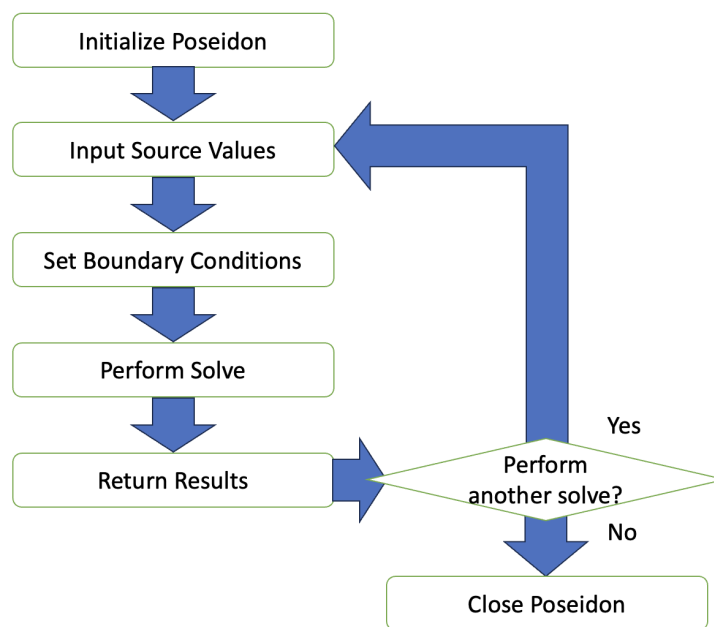 Initialize Poseidon
Input Source Values
Set Boundary Conditions
Perform Solve
Return Results
Yes
Perform
another solve?
No
Close Poseidon